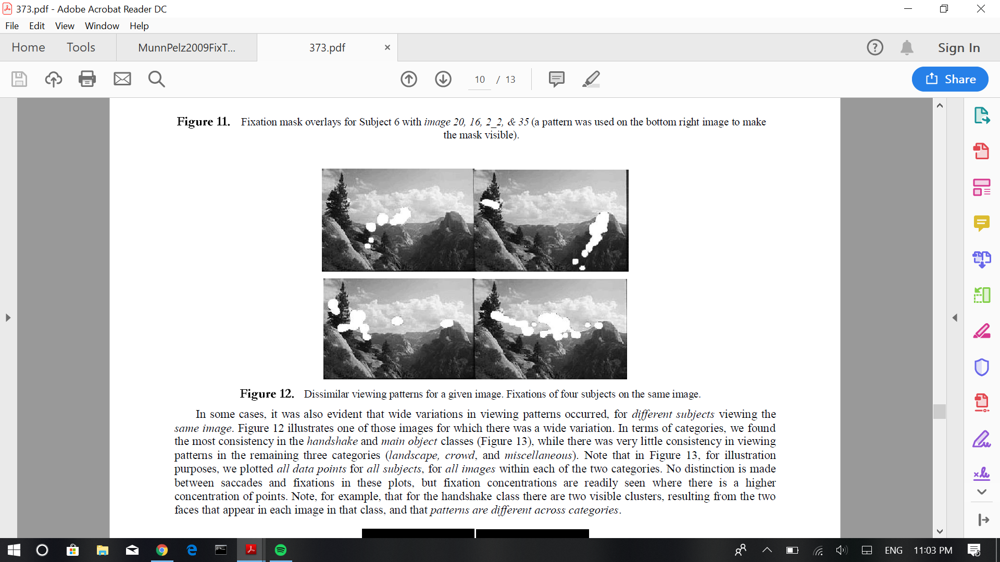 373.pdf - Adobe Acrobat Reader DC
File Edit View Window Help
Home Tools MunnPelz2009FixT... 373.pdf × ? Sign In
10 / 13 Share
Figure 11. Fixation mask overlays for Subject 6 with image 20, 16, 2_2, & 35 (a pattern was used on the bottom right image to make
the mask visible).
Figure 12. Dissimilar viewing patterns for a given image. Fixations of four subjects on the same image.
In some cases, it was also evident that wide variations in viewing patterns occurred, for different subjects viewing the
same image. Figure 12 illustrates one of those images for which there was a wide variation. In terms of categories, we found
the most consistency in the handshake and main object classes (Figure 13), while there was very little consistency in viewing
patterns in the remaining three categories (landscape, crowd, and miscellaneous). Note that in Figure 13, for illustration
purposes, we plotted all data points for all subjects, for all images within each of the two categories. No distinction is made
between saccades and fixations in these plots, but fixation concentrations are readily seen where there is a higher
concentration of points. Note, for example, that for the handshake class there are two visible clusters, resulting from the two
faces that appear in each image in that class, and that patterns are different across categories.
ENG 11:03 PM